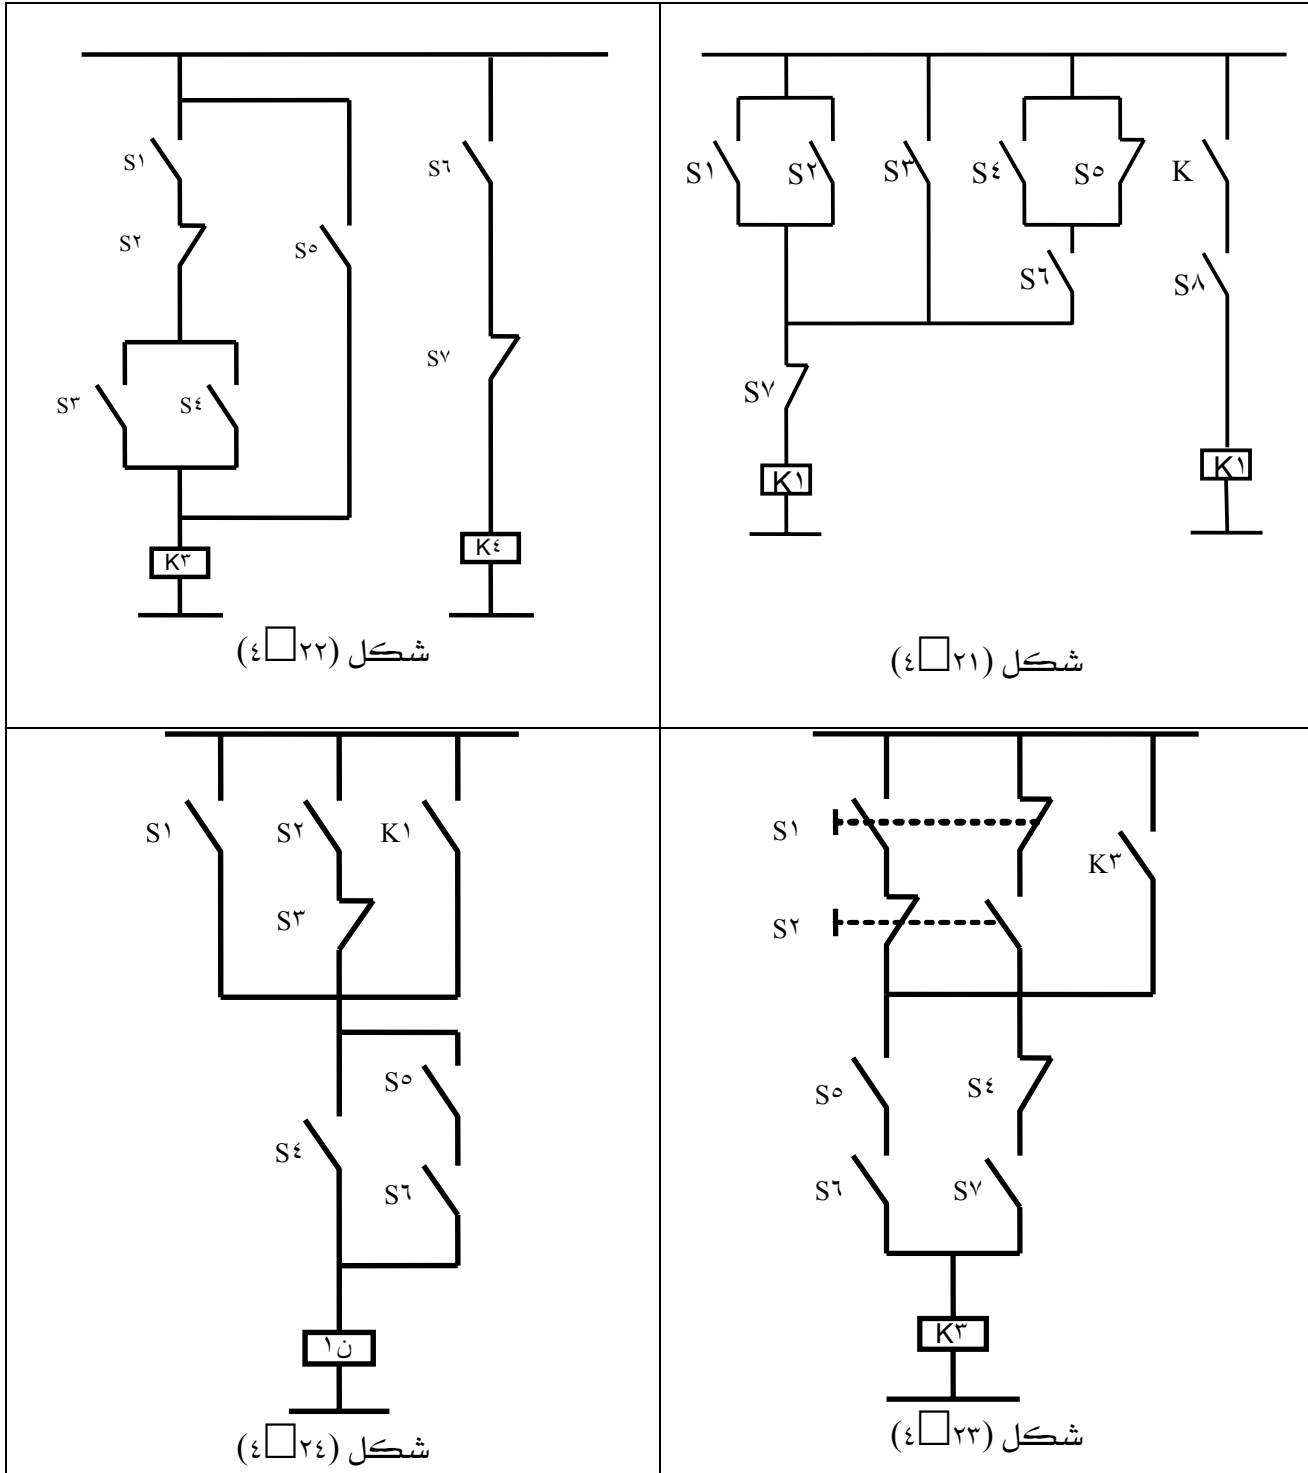 S١ S٢ S٣ S٤ S٥ K
S٦ S٨
S٧
K١ K١
شكل (٢١□٤)
S١ S٦
S٢ S٥
S٧
S٣ S٤
K٣ K٤
شكل (٢٢□٤)
S١
K٣
S٢
S٥ S٤
S٦ S٧
K٣
شكل (٢٣□٤)
S١ S٢ K١
S٣
S٥
S٤
S٦
ن١
شكل (٢٤□٤)